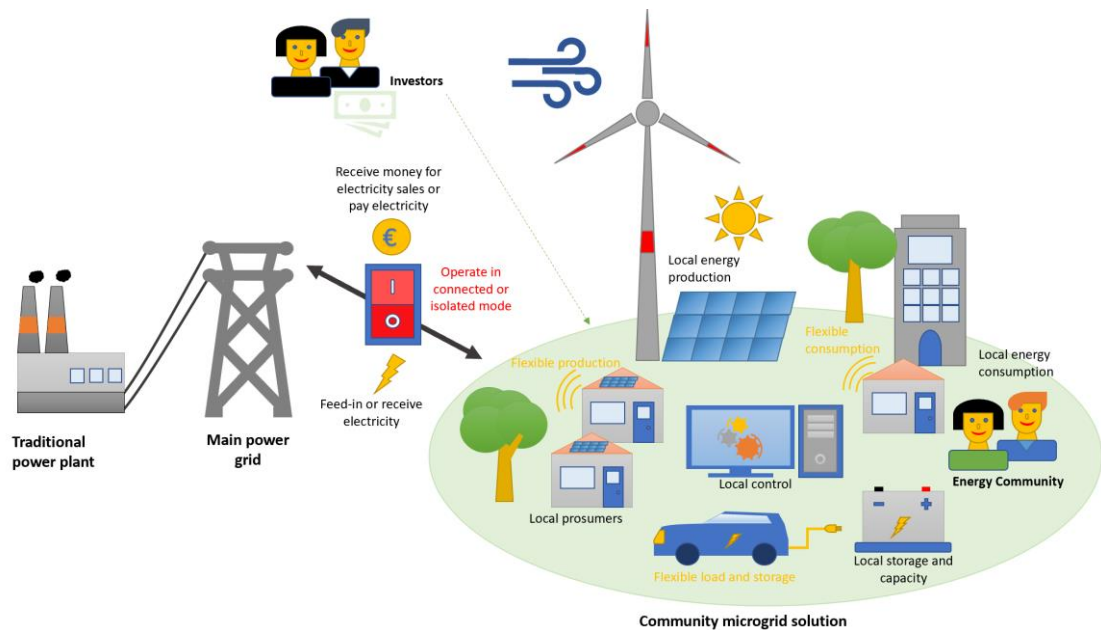 Investors
Receive money for
electricity sales or
pay electricity
€
Operate in
connected or
isolated mode
Feed-in or receive
electricity
Traditional
power plant
Main power
grid
Local energy
production
Flexible production
Flexible
consumption
Local energy
consumption
Local prosumers
Local control
Energy Community
Flexible load and storage
Local storage and
capacity
Community microgrid solution